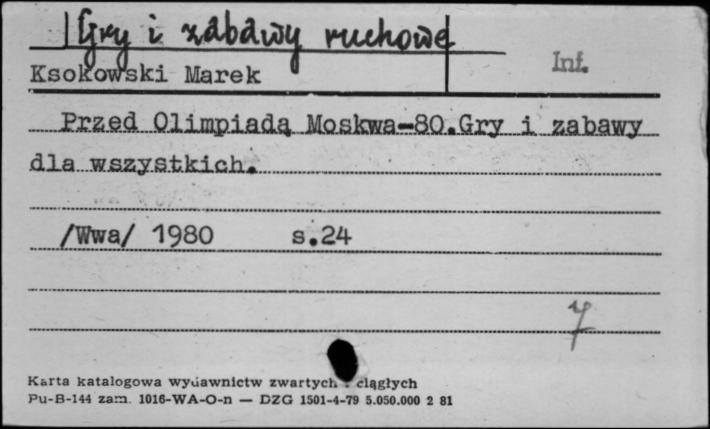 Gry i zabawy ruchowe
Inf.
Ksokowski Marek
Przed Olimpiadą Moskwa-80.Gry i zabawy
dla wszystkich.
/Wwa/ 1980 s.24
7
Karta katalogowa wydawnictw zwartych i ciągłych
Pu-B-144 zam. 1016-WA-O-n — DZG 1501-4-79 5.050.000 2 81